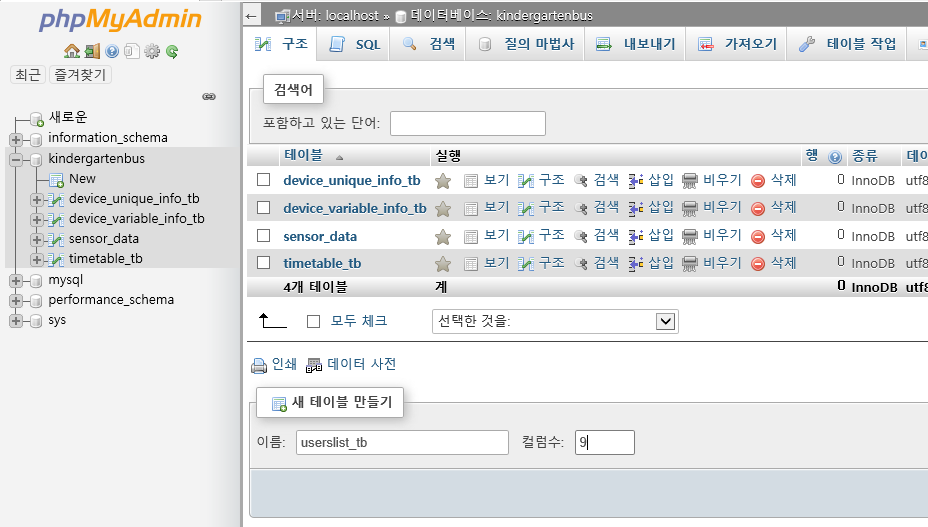 phpMyAdmin
최근 즐겨찾기
새로운
information_schema
kindergartenbus
New
device_unique_info_tb
device_variable_info_tb
sensor_data
timetable_tb
mysql
performance_schema
sys
서버: localhost » 데이터베이스: kindergartenbus
구조 SQL 검색 질의 마법사 내보내기 가져오기 테이블 작업
검색어
포함하고 있는 단어:
테이블 실행 행 종류 데이
device_unique_info_tb 보기 구조 검색 삽입 비우기 삭제 0 InnoDB utf8
device_variable_info_tb 보기 구조 검색 삽입 비우기 삭제 0 InnoDB utf8
sensor_data 보기 구조 검색 삽입 비우기 삭제 0 InnoDB utf8
timetable_tb 보기 구조 검색 삽입 비우기 삭제 0 InnoDB utf8
4개 테이블 계 0 InnoDB utf8
모두 체크 선택한 것을:
인쇄 데이터 사전
새 테이블 만들기
이름: userslist_tb 컬럼수: 9